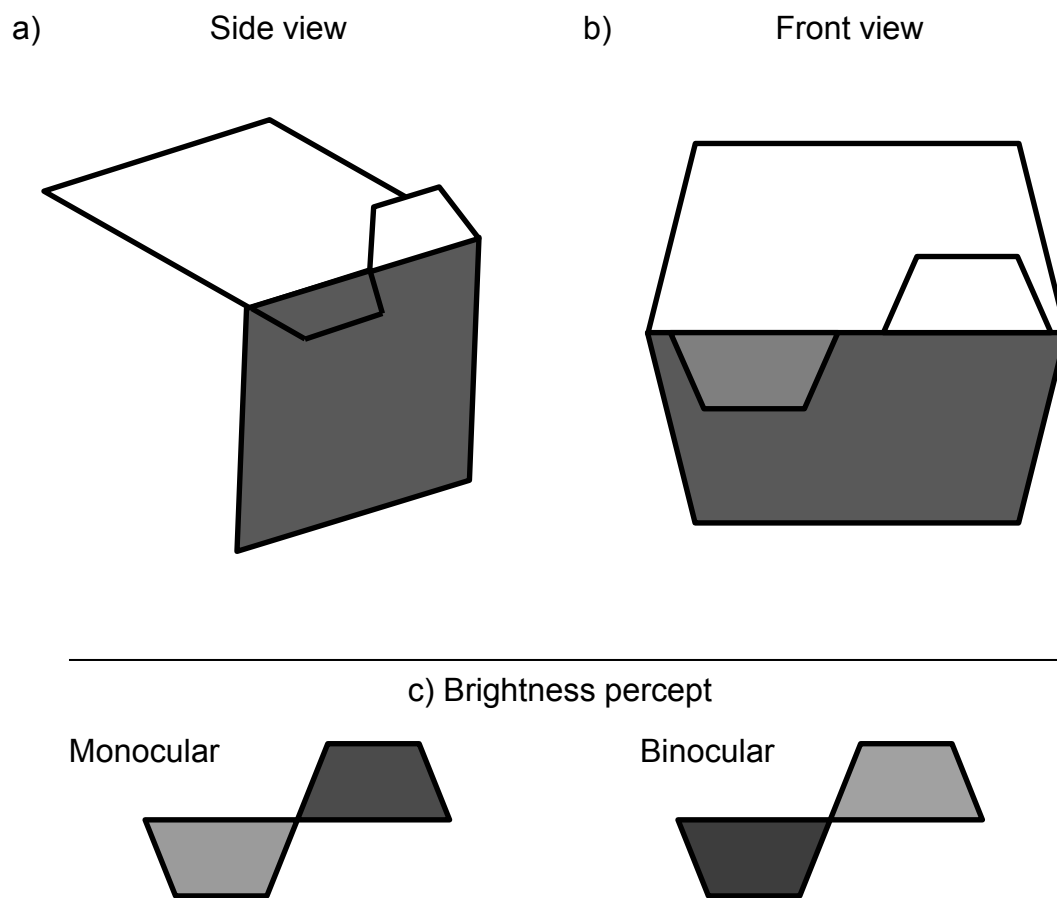 a) Side view
b) Front view
c) Brightness percept
Monocular
Binocular